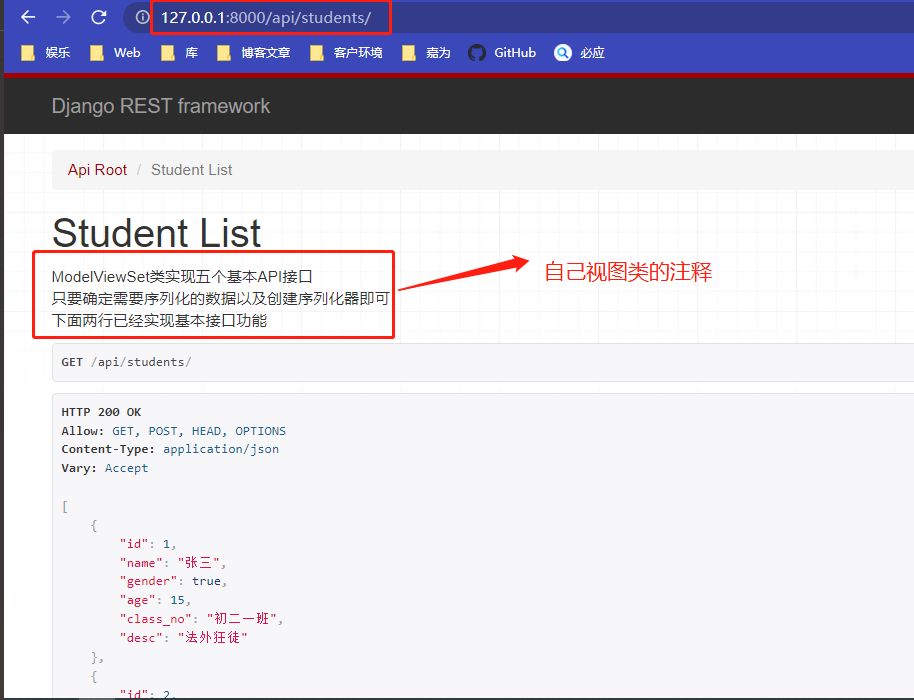 127.0.0.1:8000/api/students/
娱乐 Web 库 博客文章 客户环境 嘉为 GitHub 必应
Django REST framework
Api Root / Student List
Student List
ModelViewSet类实现五个基本API接口
只要确定需要序列化的数据以及创建序列化器即可
下面两行已经实现基本接口功能
自己视图类的注释
GET /api/students/
HTTP 200 OK
Allow: GET, POST, HEAD, OPTIONS
Content-Type: application/json
Vary: Accept
[
{
"id": 1,
"name": "张三",
"gender": true,
"age": 15,
"class_no": "初二一班",
"desc": "法外狂徒"
},
{
"id": 2,